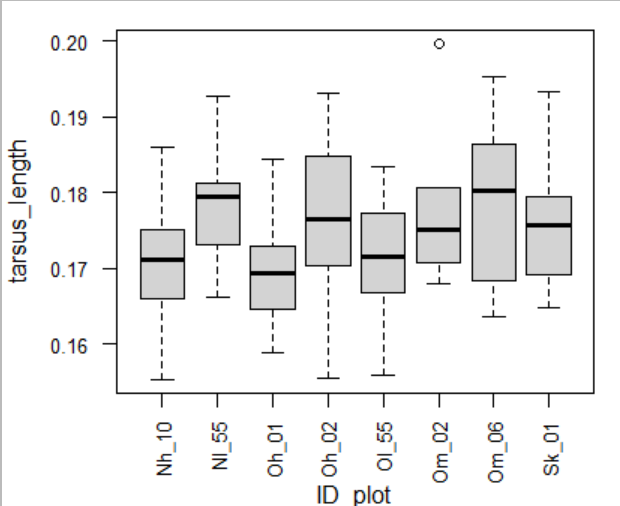 tarsus_length
0.20
0.19
0.18
0.17
0.16
Nh_10
Nl_55
Oh_01
Oh_02
Ol_55
Om_02
Om_06
Sk_01
ID_plot